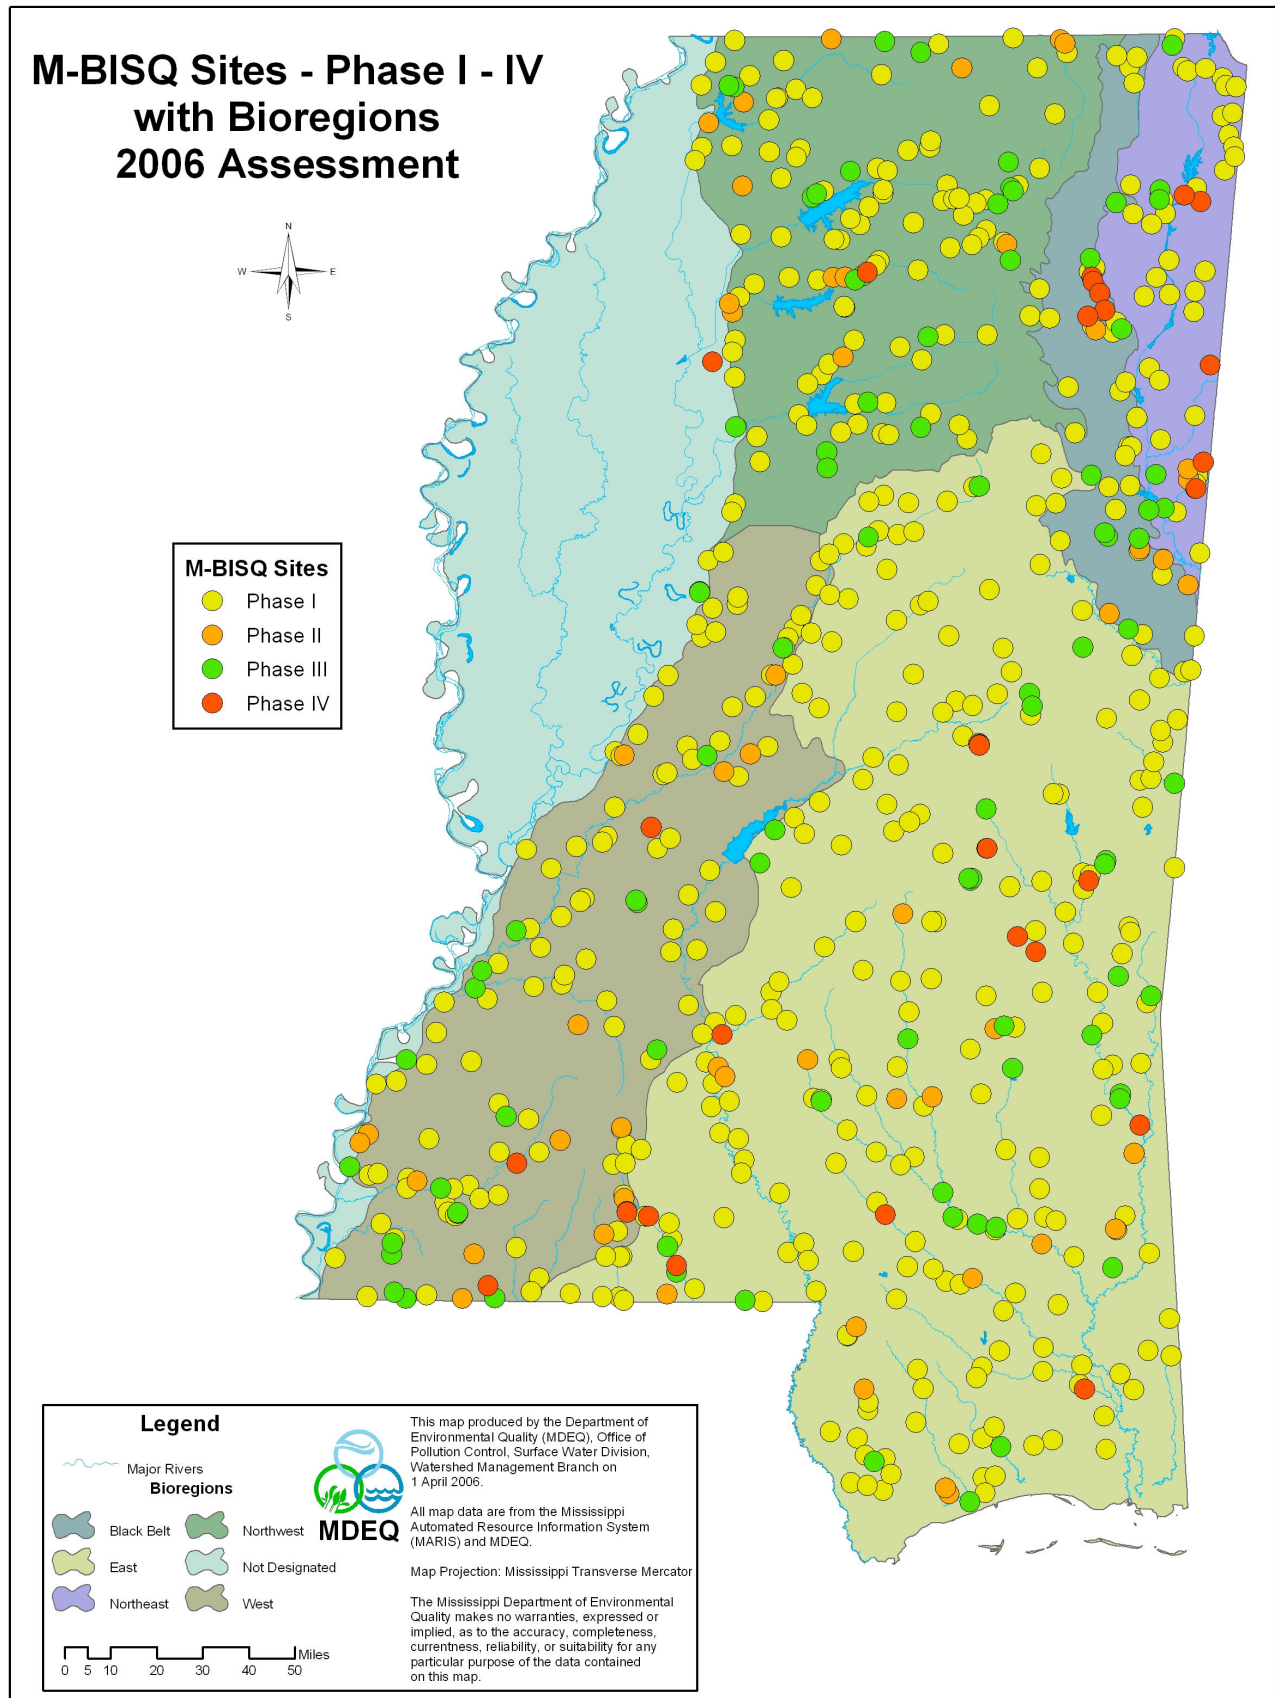 M-BISQ Sites - Phase I - IV
with Bioregions
2006 Assessment
N
W
E
S
M-BISQ Sites
Phase I
Phase II
Phase III
Phase IV
Legend
Major Rivers
Bioregions
Black Belt
Northwest
East
Not Designated
Northeast
West
Miles
0 5 10 20 30 40 50
MDEQ
This map produced by the Department of
Environmental Quality (MDEQ), Office of
Pollution Control, Surface Water Division,
Watershed Management Branch on
1 April 2006.
All map data are from the Mississippi
Automated Resource Information System
(MARIS) and MDEQ.
Map Projection: Mississippi Transverse Mercator
The Mississippi Department of Environmental
Quality makes no warranties, expressed or
implied, as to the accuracy, completeness,
currentness, reliability, or suitability for any
particular purpose of the data contained
on this map.